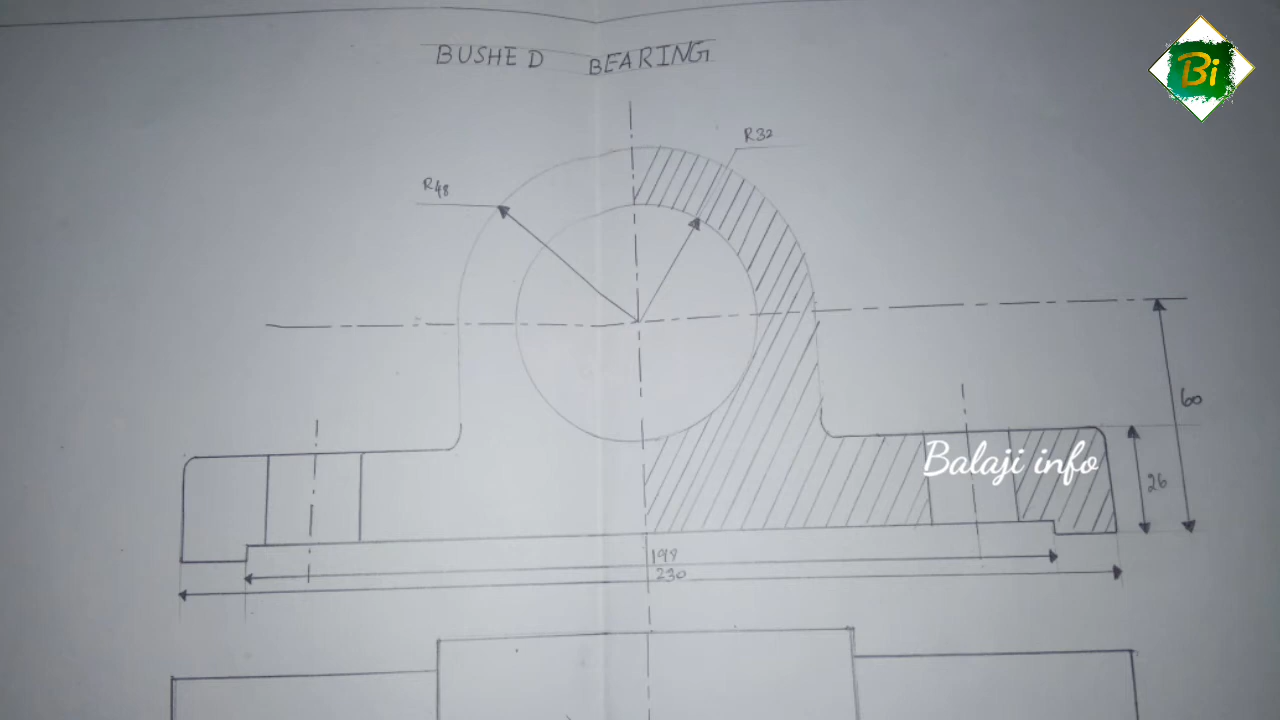 BUSHED BEARING
Bi
R32
R48
60
Balaji info
26
198
230